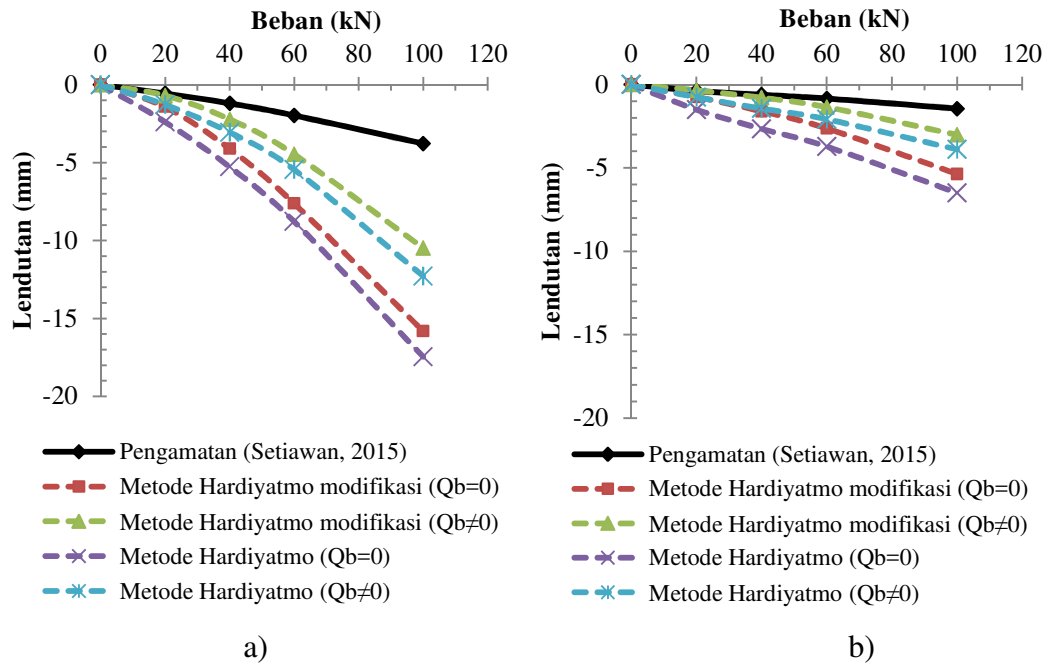 Beban (kN)
0 20 40 60 80 100 120
0
-5
-10
-15
-20
Lendutan (mm)
Pengamatan (Setiawan, 2015)
Metode Hardiyatmo modifikasi (Qb=0)
Metode Hardiyatmo modifikasi (Qb≠0)
Metode Hardiyatmo (Qb=0)
Metode Hardiyatmo (Qb≠0)
a)
Beban (kN)
0 20 40 60 80 100 120
0
-5
-10
-15
-20
Lendutan (mm)
Pengamatan (Setiawan, 2015)
Metode Hardiyatmo modifikasi (Qb=0)
Metode Hardiyatmo modifikasi (Qb≠0)
Metode Hardiyatmo (Qb=0)
Metode Hardiyatmo (Qb≠0)
b)